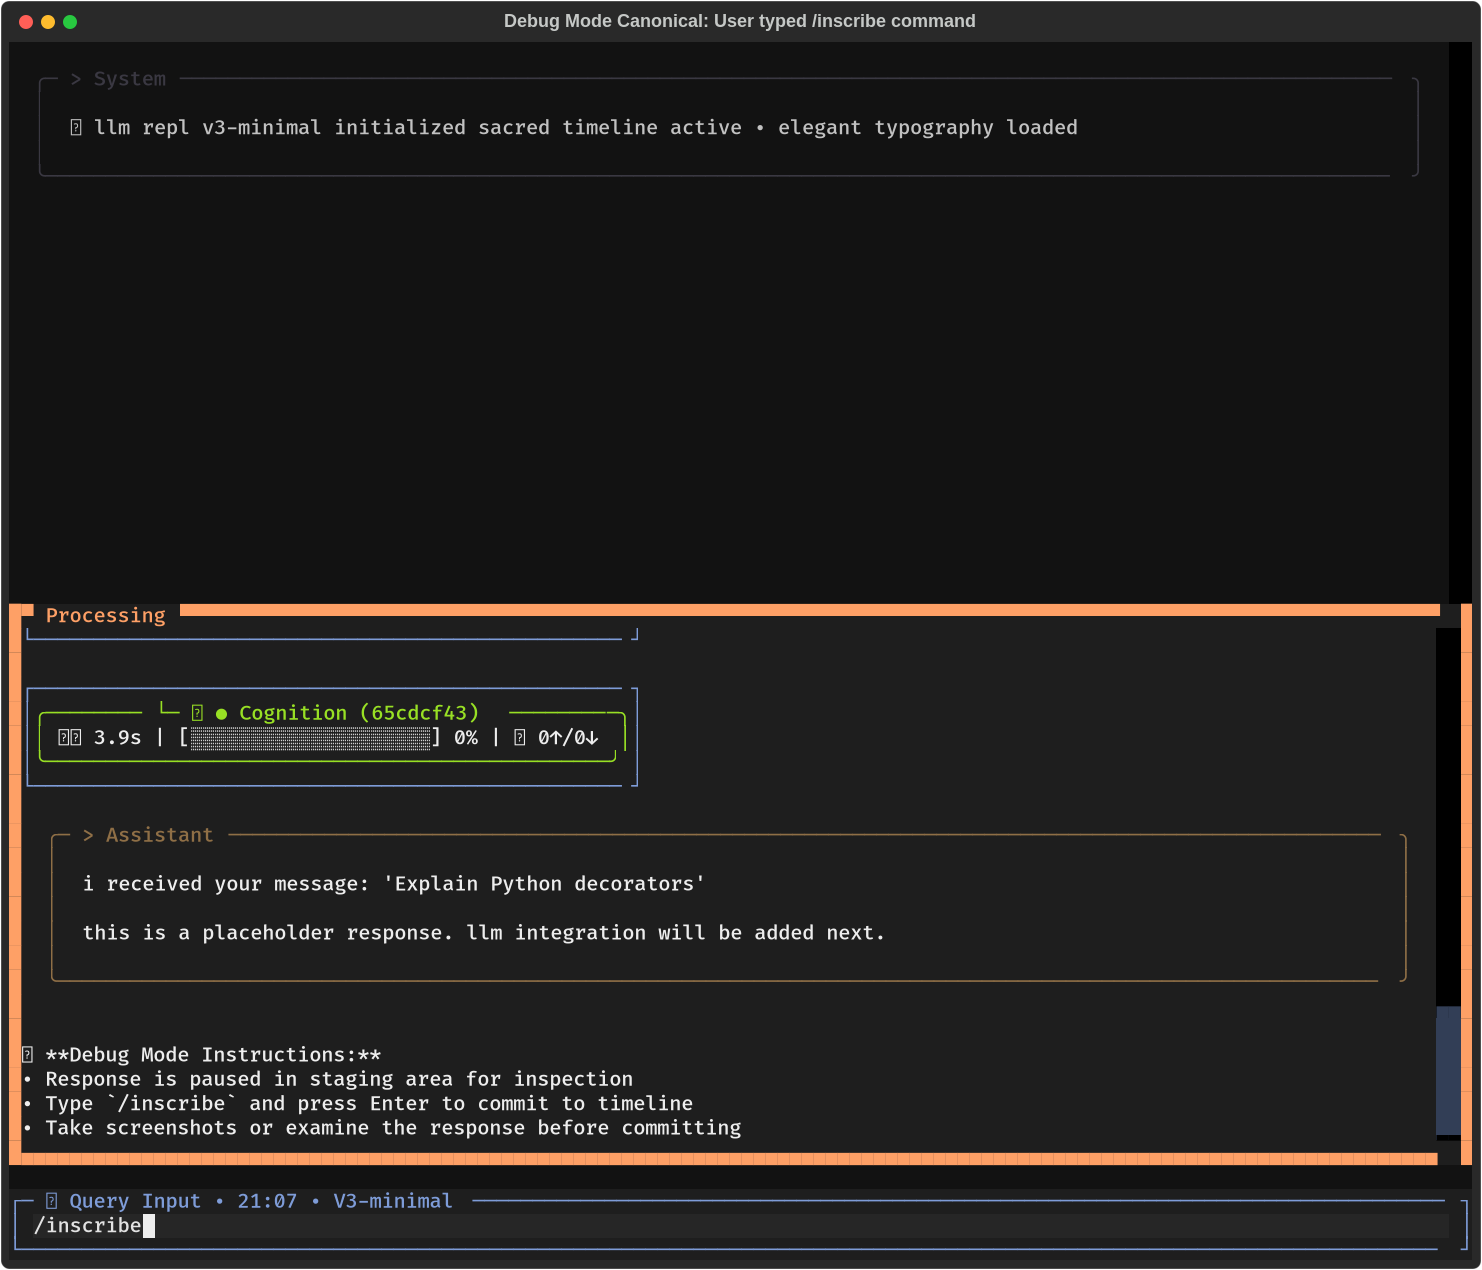 Debug Mode Canonical: User typed /inscribe command
> System
llm repl v3-minimal initialized sacred timeline active • elegant typography loaded
Processing
● Cognition (65cdcf43)
3.9s | [░░░░░░░░░░░░░░░░░░░░] 0% | 0↑/0↓
> Assistant
i received your message: 'Explain Python decorators'
this is a placeholder response. llm integration will be added next.
**Debug Mode Instructions:**
• Response is paused in staging area for inspection
• Type `/inscribe` and press Enter to commit to timeline
• Take screenshots or examine the response before committing
Query Input • 21:07 • V3-minimal
/inscribe